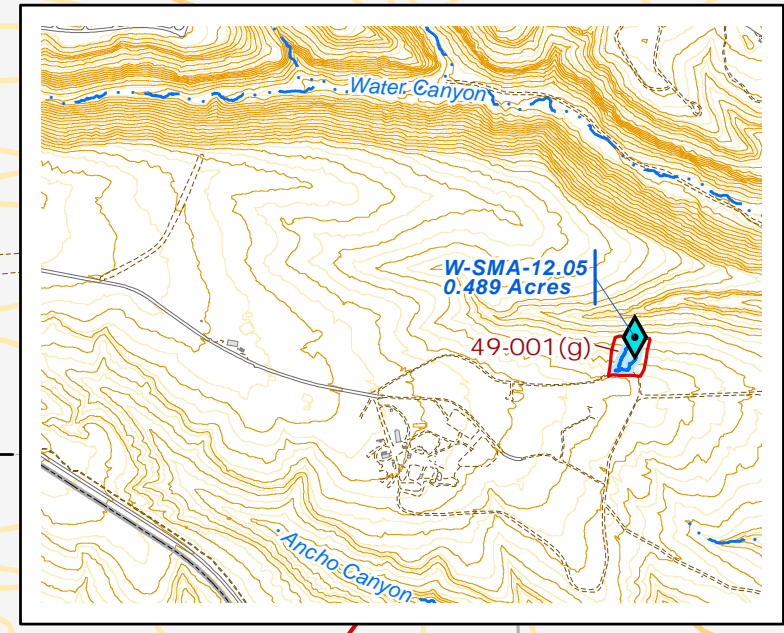 Water Canyon
W-SMA-12.05
0.489 Acres
49-001(g)
Ancho Canyon